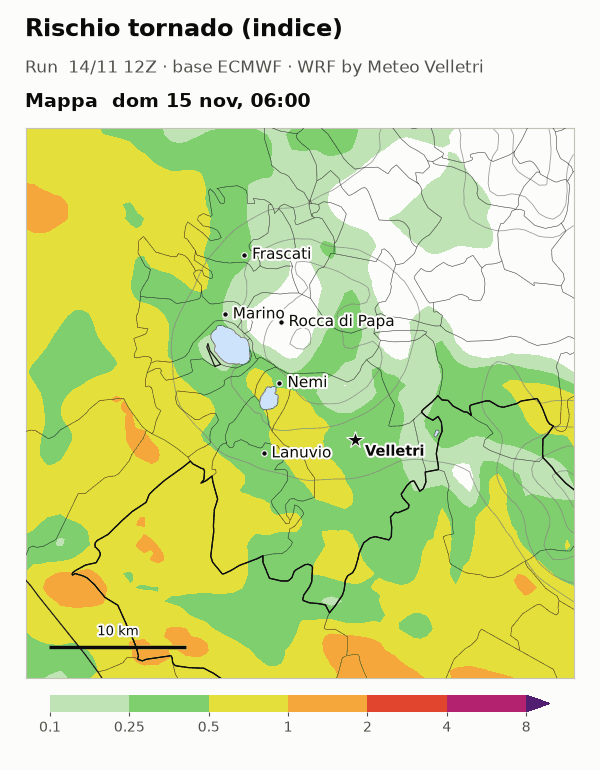 Rischio tornado (indice)
Run  14/11 12Z · base ECMWF · WRF by Meteo Velletri
Mappa  dom 15 nov, 06:00
Frascati
Marino
Rocca di Papa
Nemi
Velletri
Lanuvio
10 km
0.1 0.25 0.5 1 2 4 8